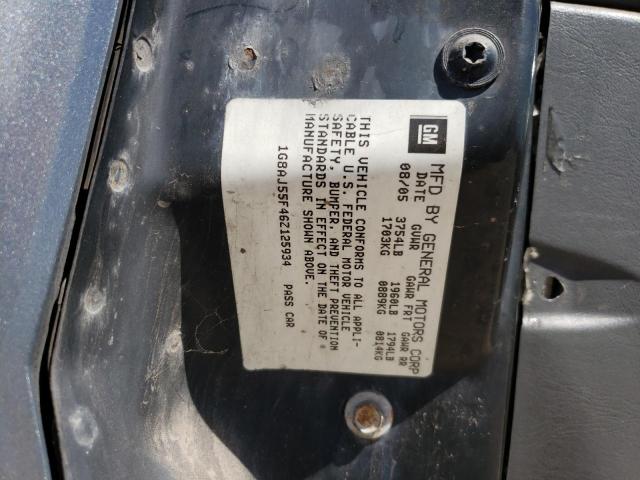 GM MFD BY GENERAL MOTORS CORP
DATE GVWR GAWR FRT GAWR RR
08/05 3754LB 1960LB 1794LB
1703KG 0889KG 0814KG
THIS VEHICLE CONFORMS TO ALL APPLI-
CABLE U.S. FEDERAL MOTOR VEHICLE
SAFETY, BUMPER, AND THEFT PREVENTION
STANDARDS IN EFFECT ON THE DATE OF
MANUFACTURE SHOWN ABOVE.
1G8AJ55F46Z125934 PASS CAR